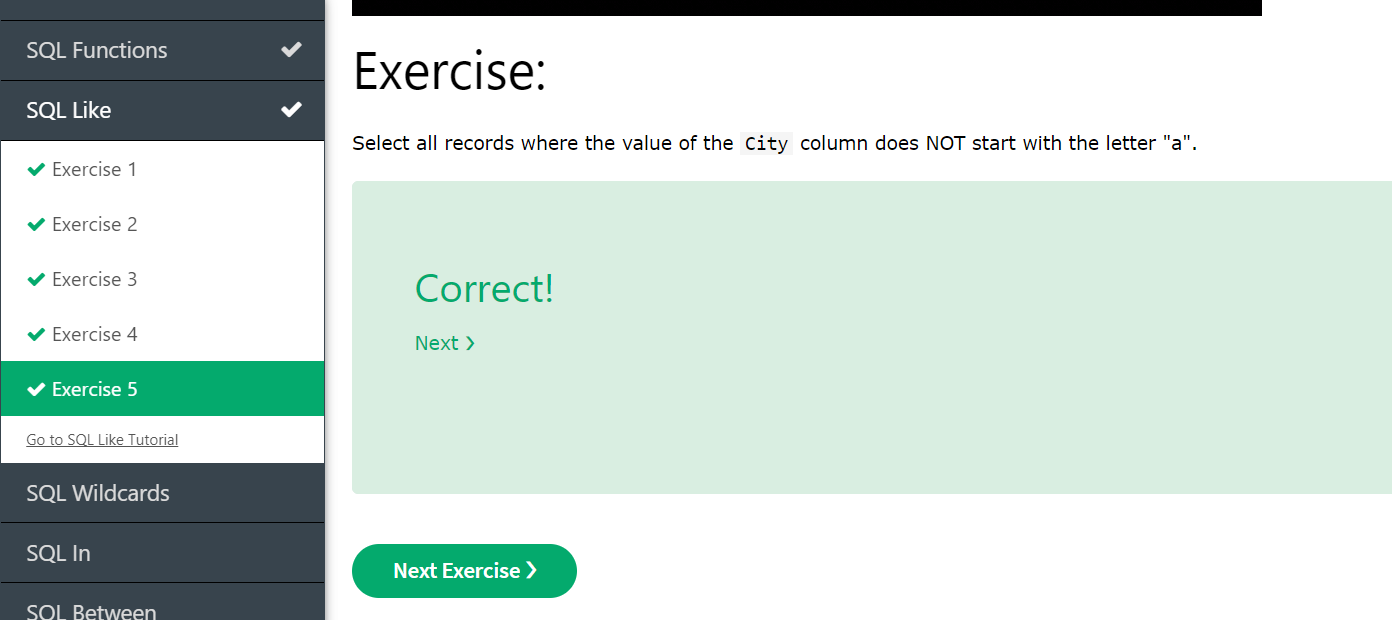 SQL Functions
SQL Like
Exercise 1
Exercise 2
Exercise 3
Exercise 4
Exercise 5
Go to SQL Like Tutorial
SQL Wildcards
SQL In
SQL Between
Exercise:
Select all records where the value of the City column does NOT start with the letter "a".
Correct!
Next ❯
Next Exercise ❯